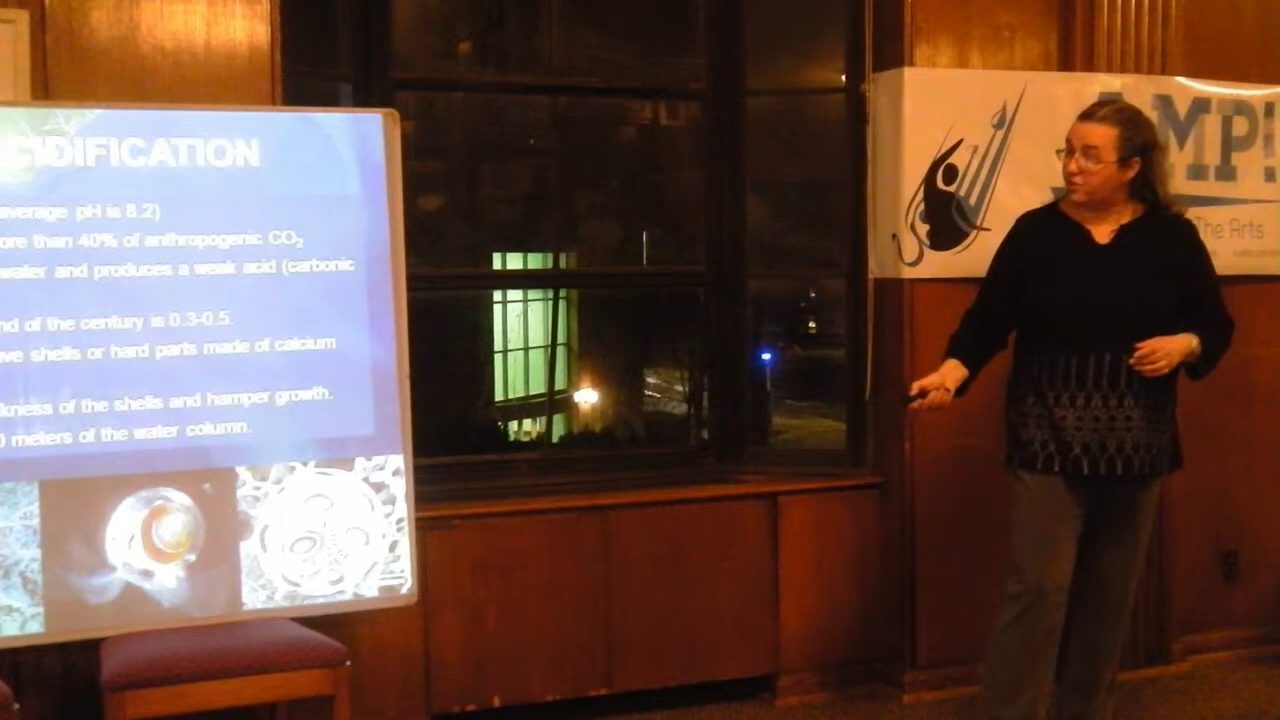 CIDIFICATION
average pH is 8.2)
ore than 40% of anthropogenic CO₂
water and produces a weak acid (carbonic
nd of the century is 0.3-0.5.
ve shells or hard parts made of calcium
kness of the shells and hamper growth.
0 meters of the water column.
AMP!
The Arts